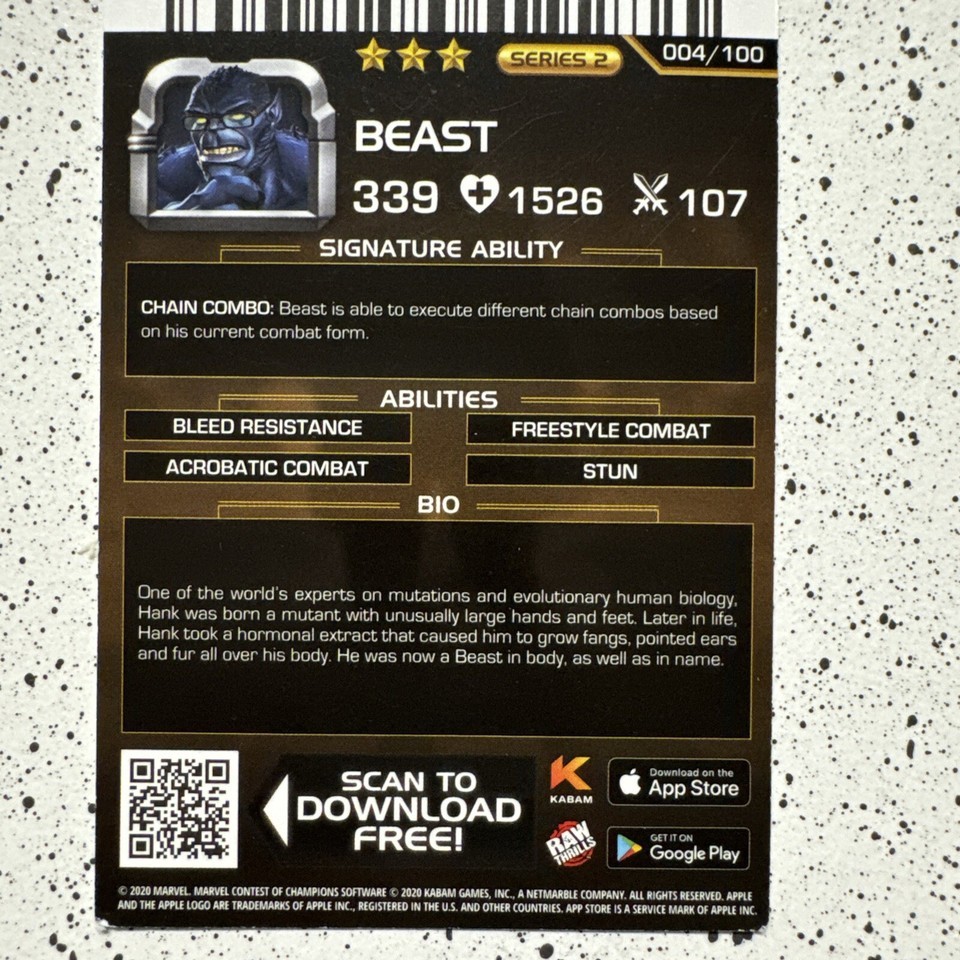 SERIES 2
004/100
BEAST
339 1526 107
SIGNATURE ABILITY
CHAIN COMBO: Beast is able to execute different chain combos based
on his current combat form.
ABILITIES
BLEED RESISTANCE
FREESTYLE COMBAT
ACROBATIC COMBAT
STUN
BIO
One of the world's experts on mutations and evolutionary human biology,
Hank was born a mutant with unusually large hands and feet. Later in life,
Hank took a hormonal extract that caused him to grow fangs, pointed ears
and fur all over his body. He was now a Beast in body, as well as in name.
SCAN TO
DOWNLOAD
FREE!
KABAM
RAW
THRILLS
Download on the
App Store
GET IT ON
Google Play
© 2020 MARVEL. MARVEL CONTEST OF CHAMPIONS SOFTWARE © 2020 KABAM GAMES, INC., A NETMARBLE COMPANY. ALL RIGHTS RESERVED. APPLE
AND THE APPLE LOGO ARE TRADEMARKS OF APPLE INC., REGISTERED IN THE U.S. AND OTHER COUNTRIES. APP STORE IS A SERVICE MARK OF APPLE INC.